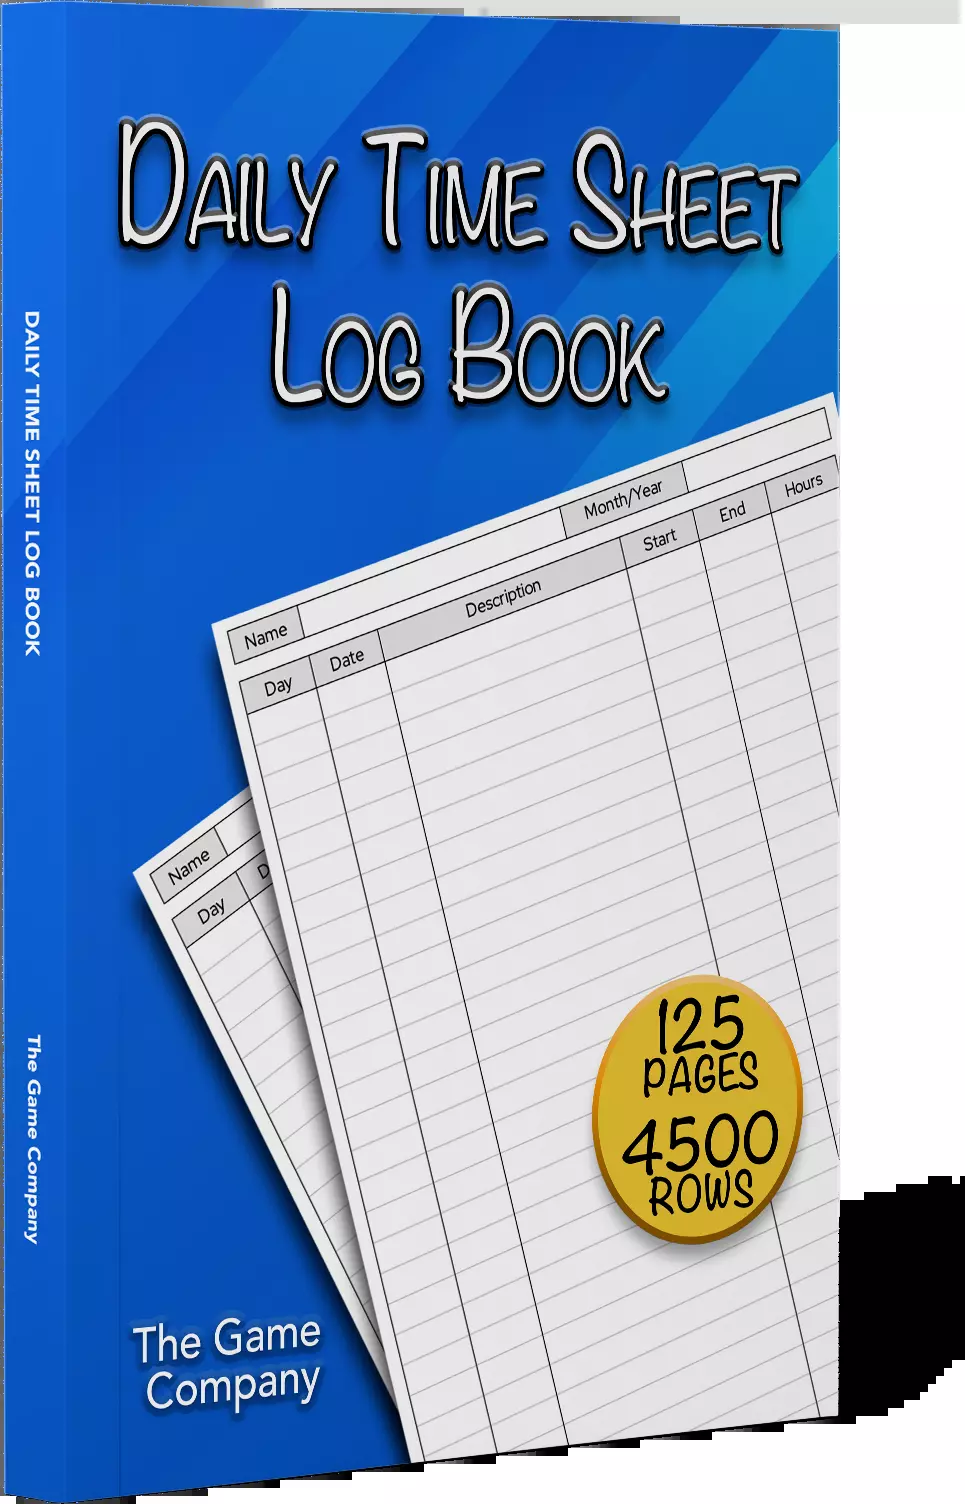 DAILY TIME SHEET
LOG BOOK
DAILY TIME SHEET LOG BOOK
The Game Company
Name
Month/Year
Day
Date
Description
Start
End
Hours
Name
Day
D
125
PAGES
4500
ROWS
The Game
Company